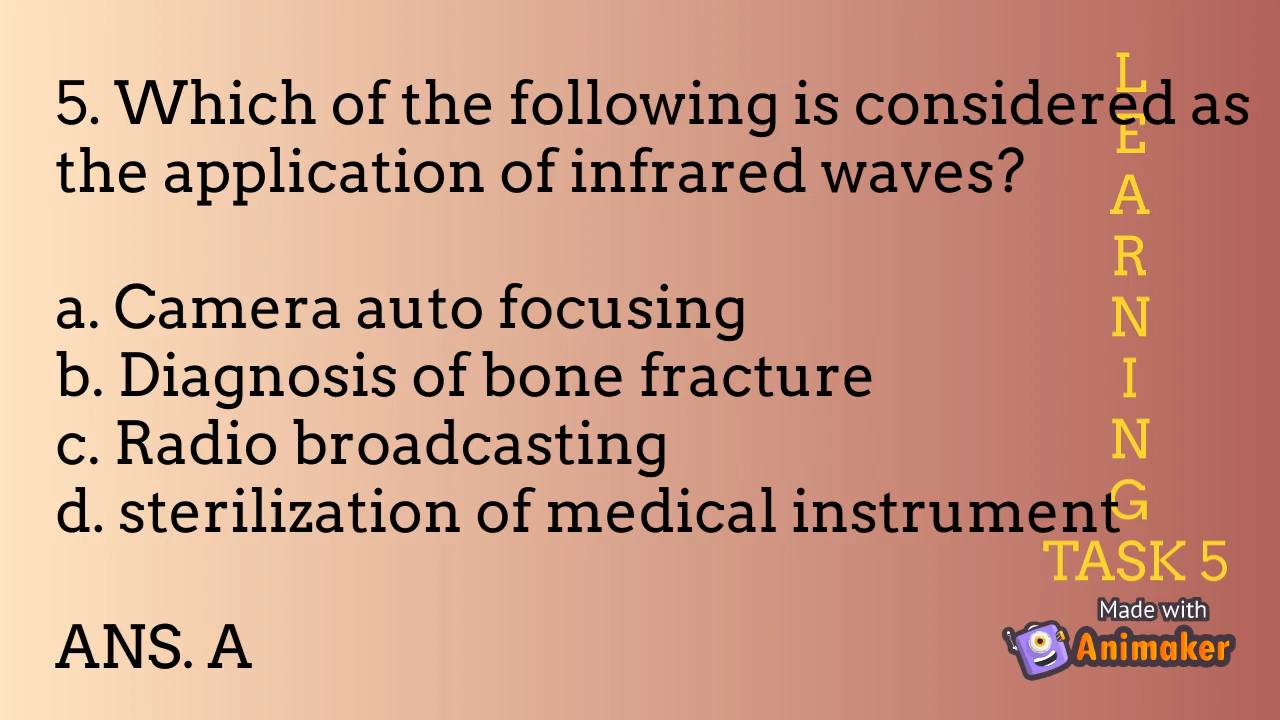 5. Which of the following is considered as
the application of infrared waves?
a. Camera auto focusing
b. Diagnosis of bone fracture
c. Radio broadcasting
d. sterilization of medical instrument
ANS. A
L
E
A
R
N
I
N
G
TASK 5
Made with
Animaker